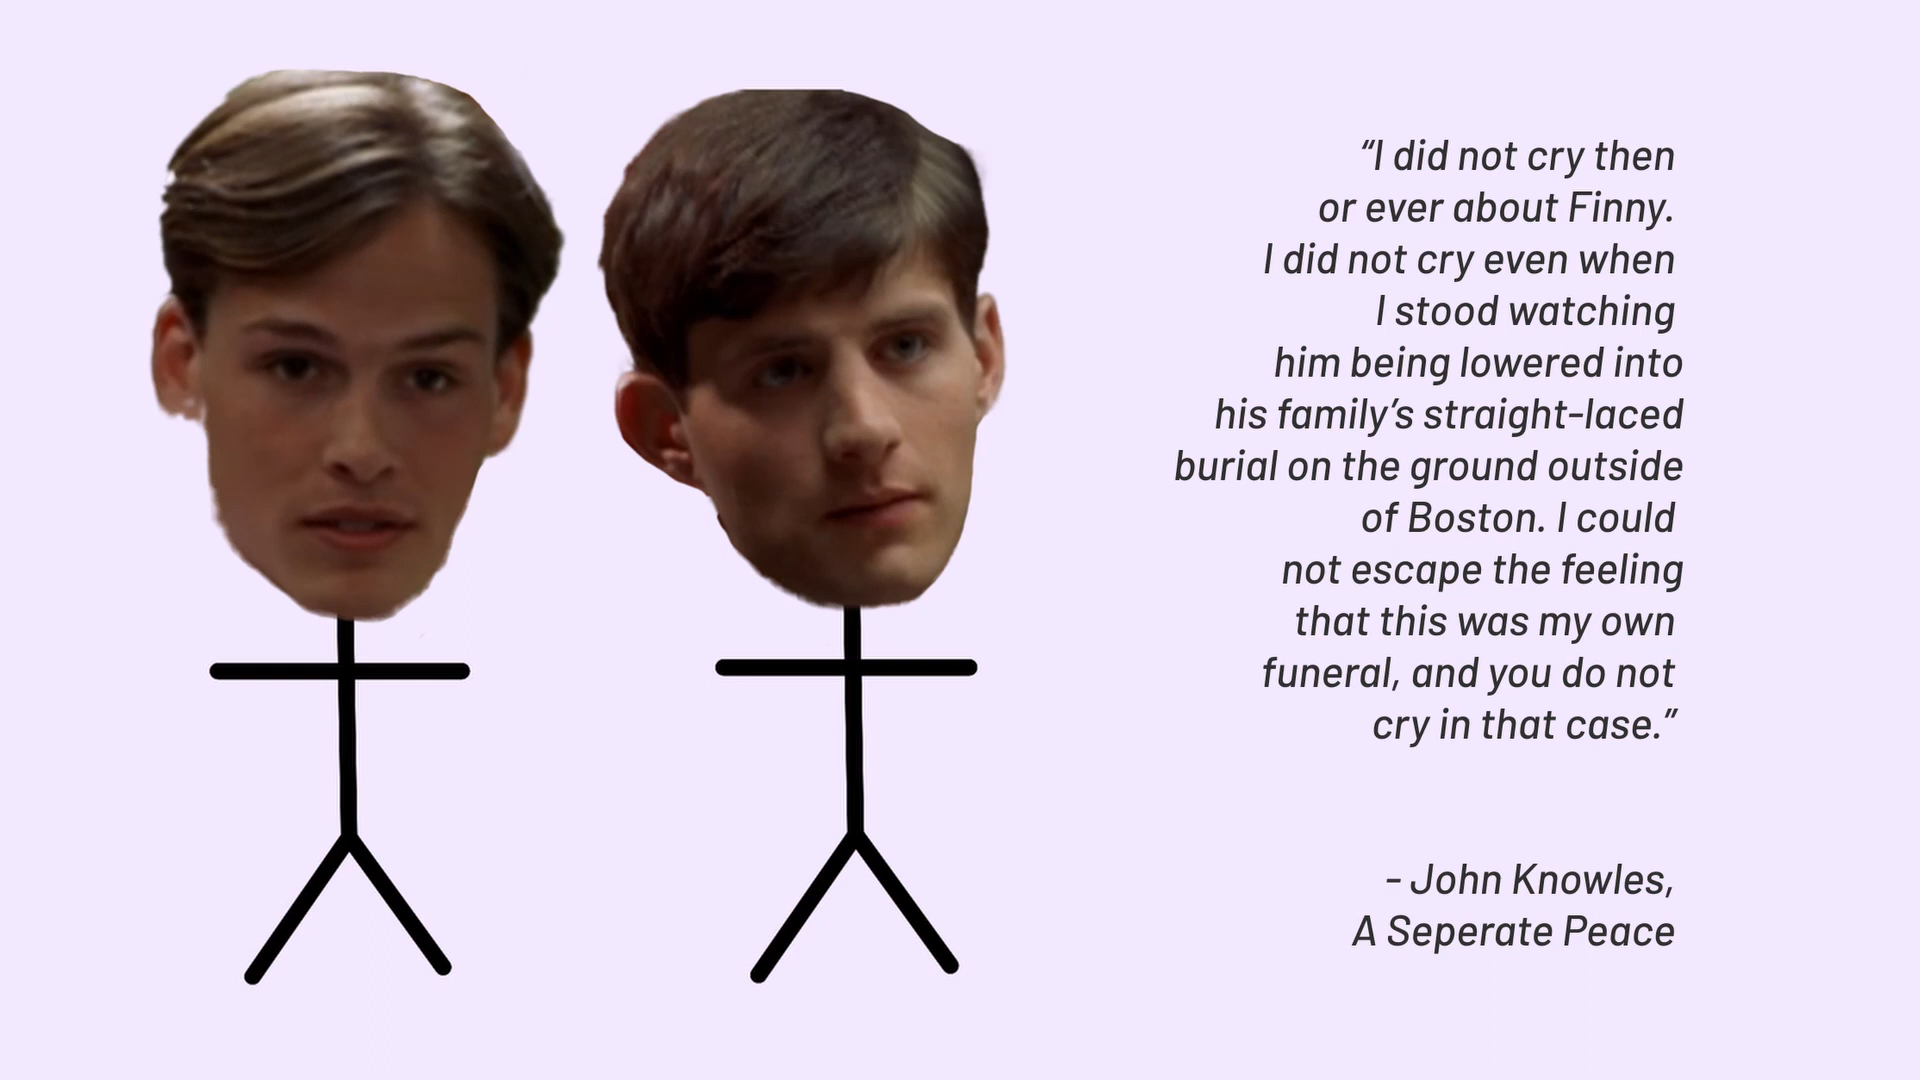 “I did not cry then
or ever about Finny.
I did not cry even when
I stood watching
him being lowered into
his family’s straight-laced
burial on the ground outside
of Boston. I could
not escape the feeling
that this was my own
funeral, and you do not
cry in that case.”
- John Knowles,
A Seperate Peace